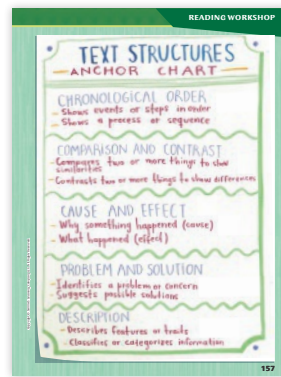 READING WORKSHOP
TEXT STRUCTURES
ANCHOR CHART
CHRONOLOGICAL ORDER
- Shows events or steps in order
- Shows a process or sequence
COMPARISON AND CONTRAST
- Compares two or more things to show
similarities
- Contrasts two or more things to show differences
CAUSE AND EFFECT
- Why something happened (cause)
- What happened (effect)
PROBLEM AND SOLUTION
- Identifies a problem or concern
- Suggests possible solutions
DESCRIPTION
- Describes features or traits
- Classifies or categorizes information
157